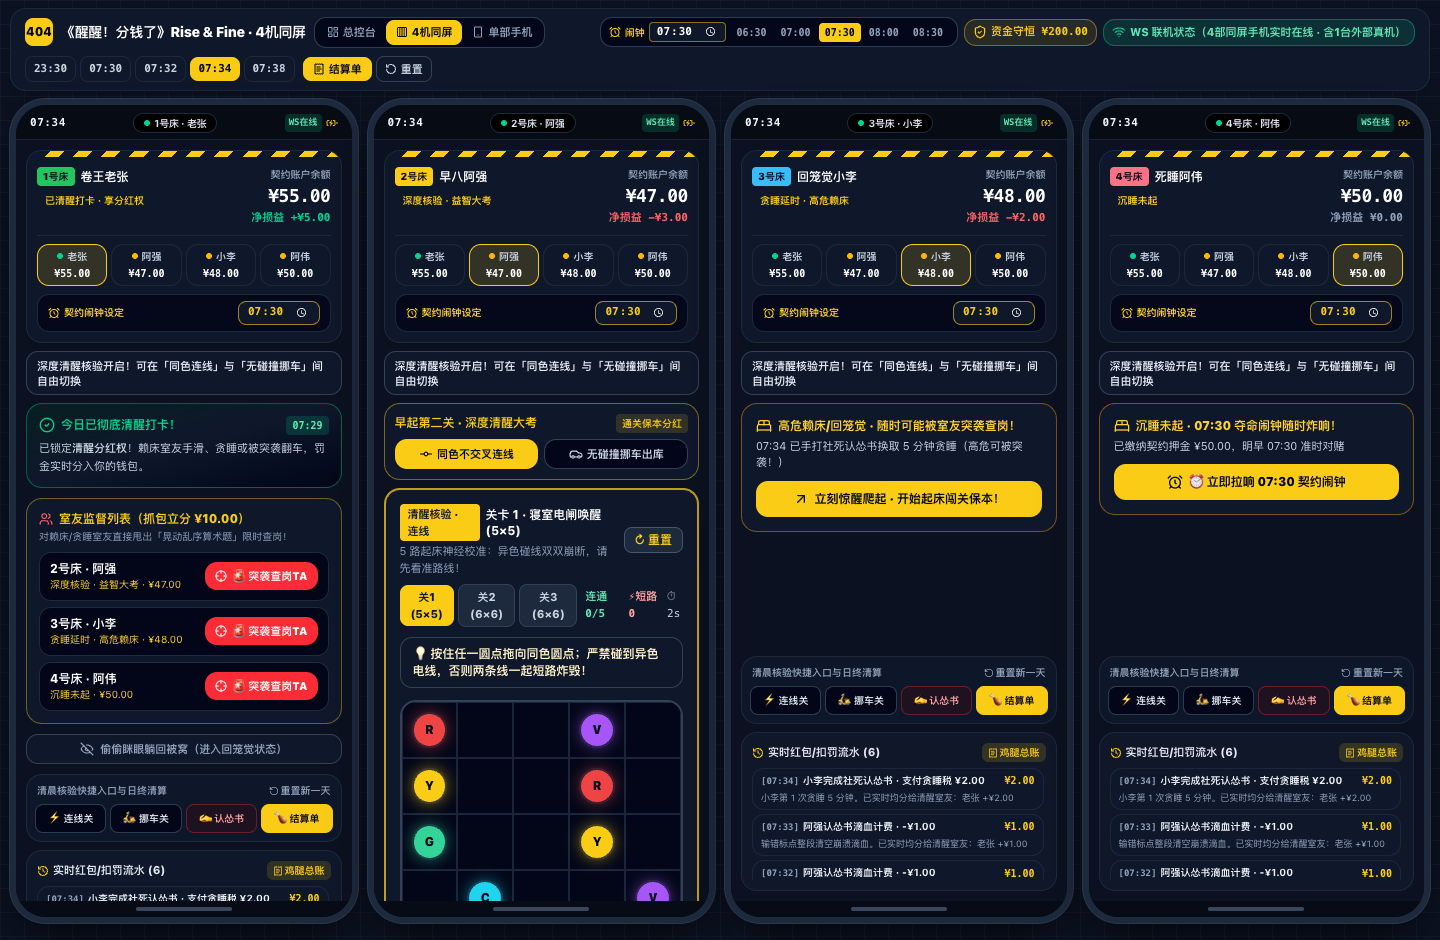 404 《醒醒！分钱了》Rise & Fine · 4机同屏 总控台 4机同屏 单部手机 闹钟 07:30 06:30 07:00 07:30 08:00 08:30 资金守恒 ¥200.00 WS 联机状态（4部同屏手机实时在线 · 含1台外部真机）
23:30 07:30 07:32 07:34 07:38 结算单 重置
07:34 1号床 · 老张 WS在线
1号床 卷王老张 契约账户余额
已清醒打卡 · 享分红权 ¥55.00
净损益 +¥5.00
老张 阿强 小李 阿伟
¥55.00 ¥47.00 ¥48.00 ¥50.00
契约闹钟设定 07:30
深度清醒核验开启！可在「同色连线」与「无碰撞挪车」间
自由切换
今日已彻底清醒打卡！ 07:29
已锁定清醒分红权！赖床室友手滑、贪睡或被突袭翻车，罚
金实时分入你的钱包。
室友监督列表（抓包立分 ¥10.00）
对赖床/贪睡室友直接甩出「晃动乱序算术题」限时查岗！
2号床 · 阿强
深度核验 · 益智大考 · ¥47.00
🚨 突袭查岗TA
3号床 · 小李
贪睡延时 · 高危赖床 · ¥48.00
🚨 突袭查岗TA
4号床 · 阿伟
沉睡未起 · ¥50.00
🚨 突袭查岗TA
偷偷眯眼躺回被窝（进入回笼觉状态）
清晨核验快捷入口与日终清算 重置新一天
⚡ 连线关 🛵 挪车关 ✍️ 认怂书 🍗 结算单
实时红包/扣罚流水 (6) 鸡腿总账
[07:34] 小李完成社死认怂书 · 支付贪睡税 ¥2.00 ¥2.00
07:34 2号床 · 阿强 WS在线
2号床 早八阿强 契约账户余额
深度核验 · 益智大考 ¥47.00
净损益 −¥3.00
老张 阿强 小李 阿伟
¥55.00 ¥47.00 ¥48.00 ¥50.00
契约闹钟设定 07:30
深度清醒核验开启！可在「同色连线」与「无碰撞挪车」间
自由切换
早起第二关 · 深度清醒大考 通关保本分红
同色不交叉连线 无碰撞挪车出库
清醒核验 ·
连线
关卡 1 · 寝室电闸唤醒
(5×5)
5 路起床神经校准：异色碰线双双崩断，请
先看准路线！
重置
关1 关2 关3 连通 ⚡短路 ⏱
(5×5) (6×6) (6×6) 0/5 0 2s
💡 按住任一圆点拖向同色圆点；严禁碰到异色
电线，否则两条线一起短路炸毁！
R V
Y R
G Y
C V
07:34 3号床 · 小李 WS在线
3号床 回笼觉小李 契约账户余额
贪睡延时 · 高危赖床 ¥48.00
净损益 −¥2.00
老张 阿强 小李 阿伟
¥55.00 ¥47.00 ¥48.00 ¥50.00
契约闹钟设定 07:30
深度清醒核验开启！可在「同色连线」与「无碰撞挪车」间
自由切换
高危赖床/回笼觉 · 随时可能被室友突袭查岗！
07:34 已手打社死认怂书换取 5 分钟贪睡（高危可被突
袭！）
立刻惊醒爬起 · 开始起床闯关保本！
清晨核验快捷入口与日终清算 重置新一天
⚡ 连线关 🛵 挪车关 ✍️ 认怂书 🍗 结算单
实时红包/扣罚流水 (6) 鸡腿总账
[07:34] 小李完成社死认怂书 · 支付贪睡税 ¥2.00 ¥2.00
小李第 1 次贪睡 5 分钟。已实时均分给清醒室友：老张 +¥2.00
[07:33] 阿强认怂书滴血计费 · -¥1.00 ¥1.00
输错标点整段清空崩溃滴血。已实时均分给清醒室友：老张 +¥1.00
[07:32] 阿强认怂书滴血计费 · -¥1.00 ¥1.00
07:34 4号床 · 阿伟 WS在线
4号床 死睡阿伟 契约账户余额
沉睡未起 ¥50.00
净损益 ¥0.00
老张 阿强 小李 阿伟
¥55.00 ¥47.00 ¥48.00 ¥50.00
契约闹钟设定 07:30
深度清醒核验开启！可在「同色连线」与「无碰撞挪车」间
自由切换
沉睡未起 · 07:30 夺命闹钟随时炸响！
已缴纳契约押金 ¥50.00，明早 07:30 准时对赌
⏰ 立即拉响 07:30 契约闹钟
清晨核验快捷入口与日终清算 重置新一天
⚡ 连线关 🛵 挪车关 ✍️ 认怂书 🍗 结算单
实时红包/扣罚流水 (6) 鸡腿总账
[07:34] 小李完成社死认怂书 · 支付贪睡税 ¥2.00 ¥2.00
小李第 1 次贪睡 5 分钟。已实时均分给清醒室友：老张 +¥2.00
[07:33] 阿强认怂书滴血计费 · -¥1.00 ¥1.00
输错标点整段清空崩溃滴血。已实时均分给清醒室友：老张 +¥1.00
[07:32] 阿强认怂书滴血计费 · -¥1.00 ¥1.00